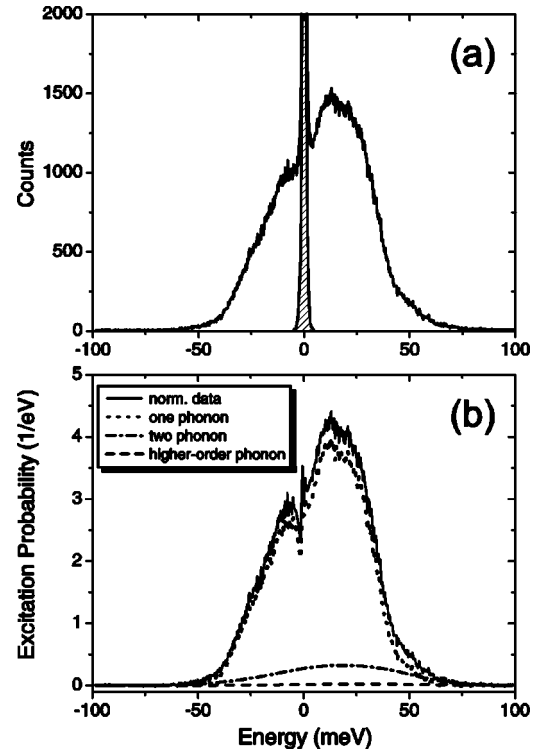 2000
1500
1000
500
0
Counts
(a)
-100 -50 0 50 100
5
4
3
2
1
0
Excitation Probability (1/eV)
norm. data
one phonon
two phonon
higher-order phonon
(b)
-100 -50 0 50 100
Energy (meV)